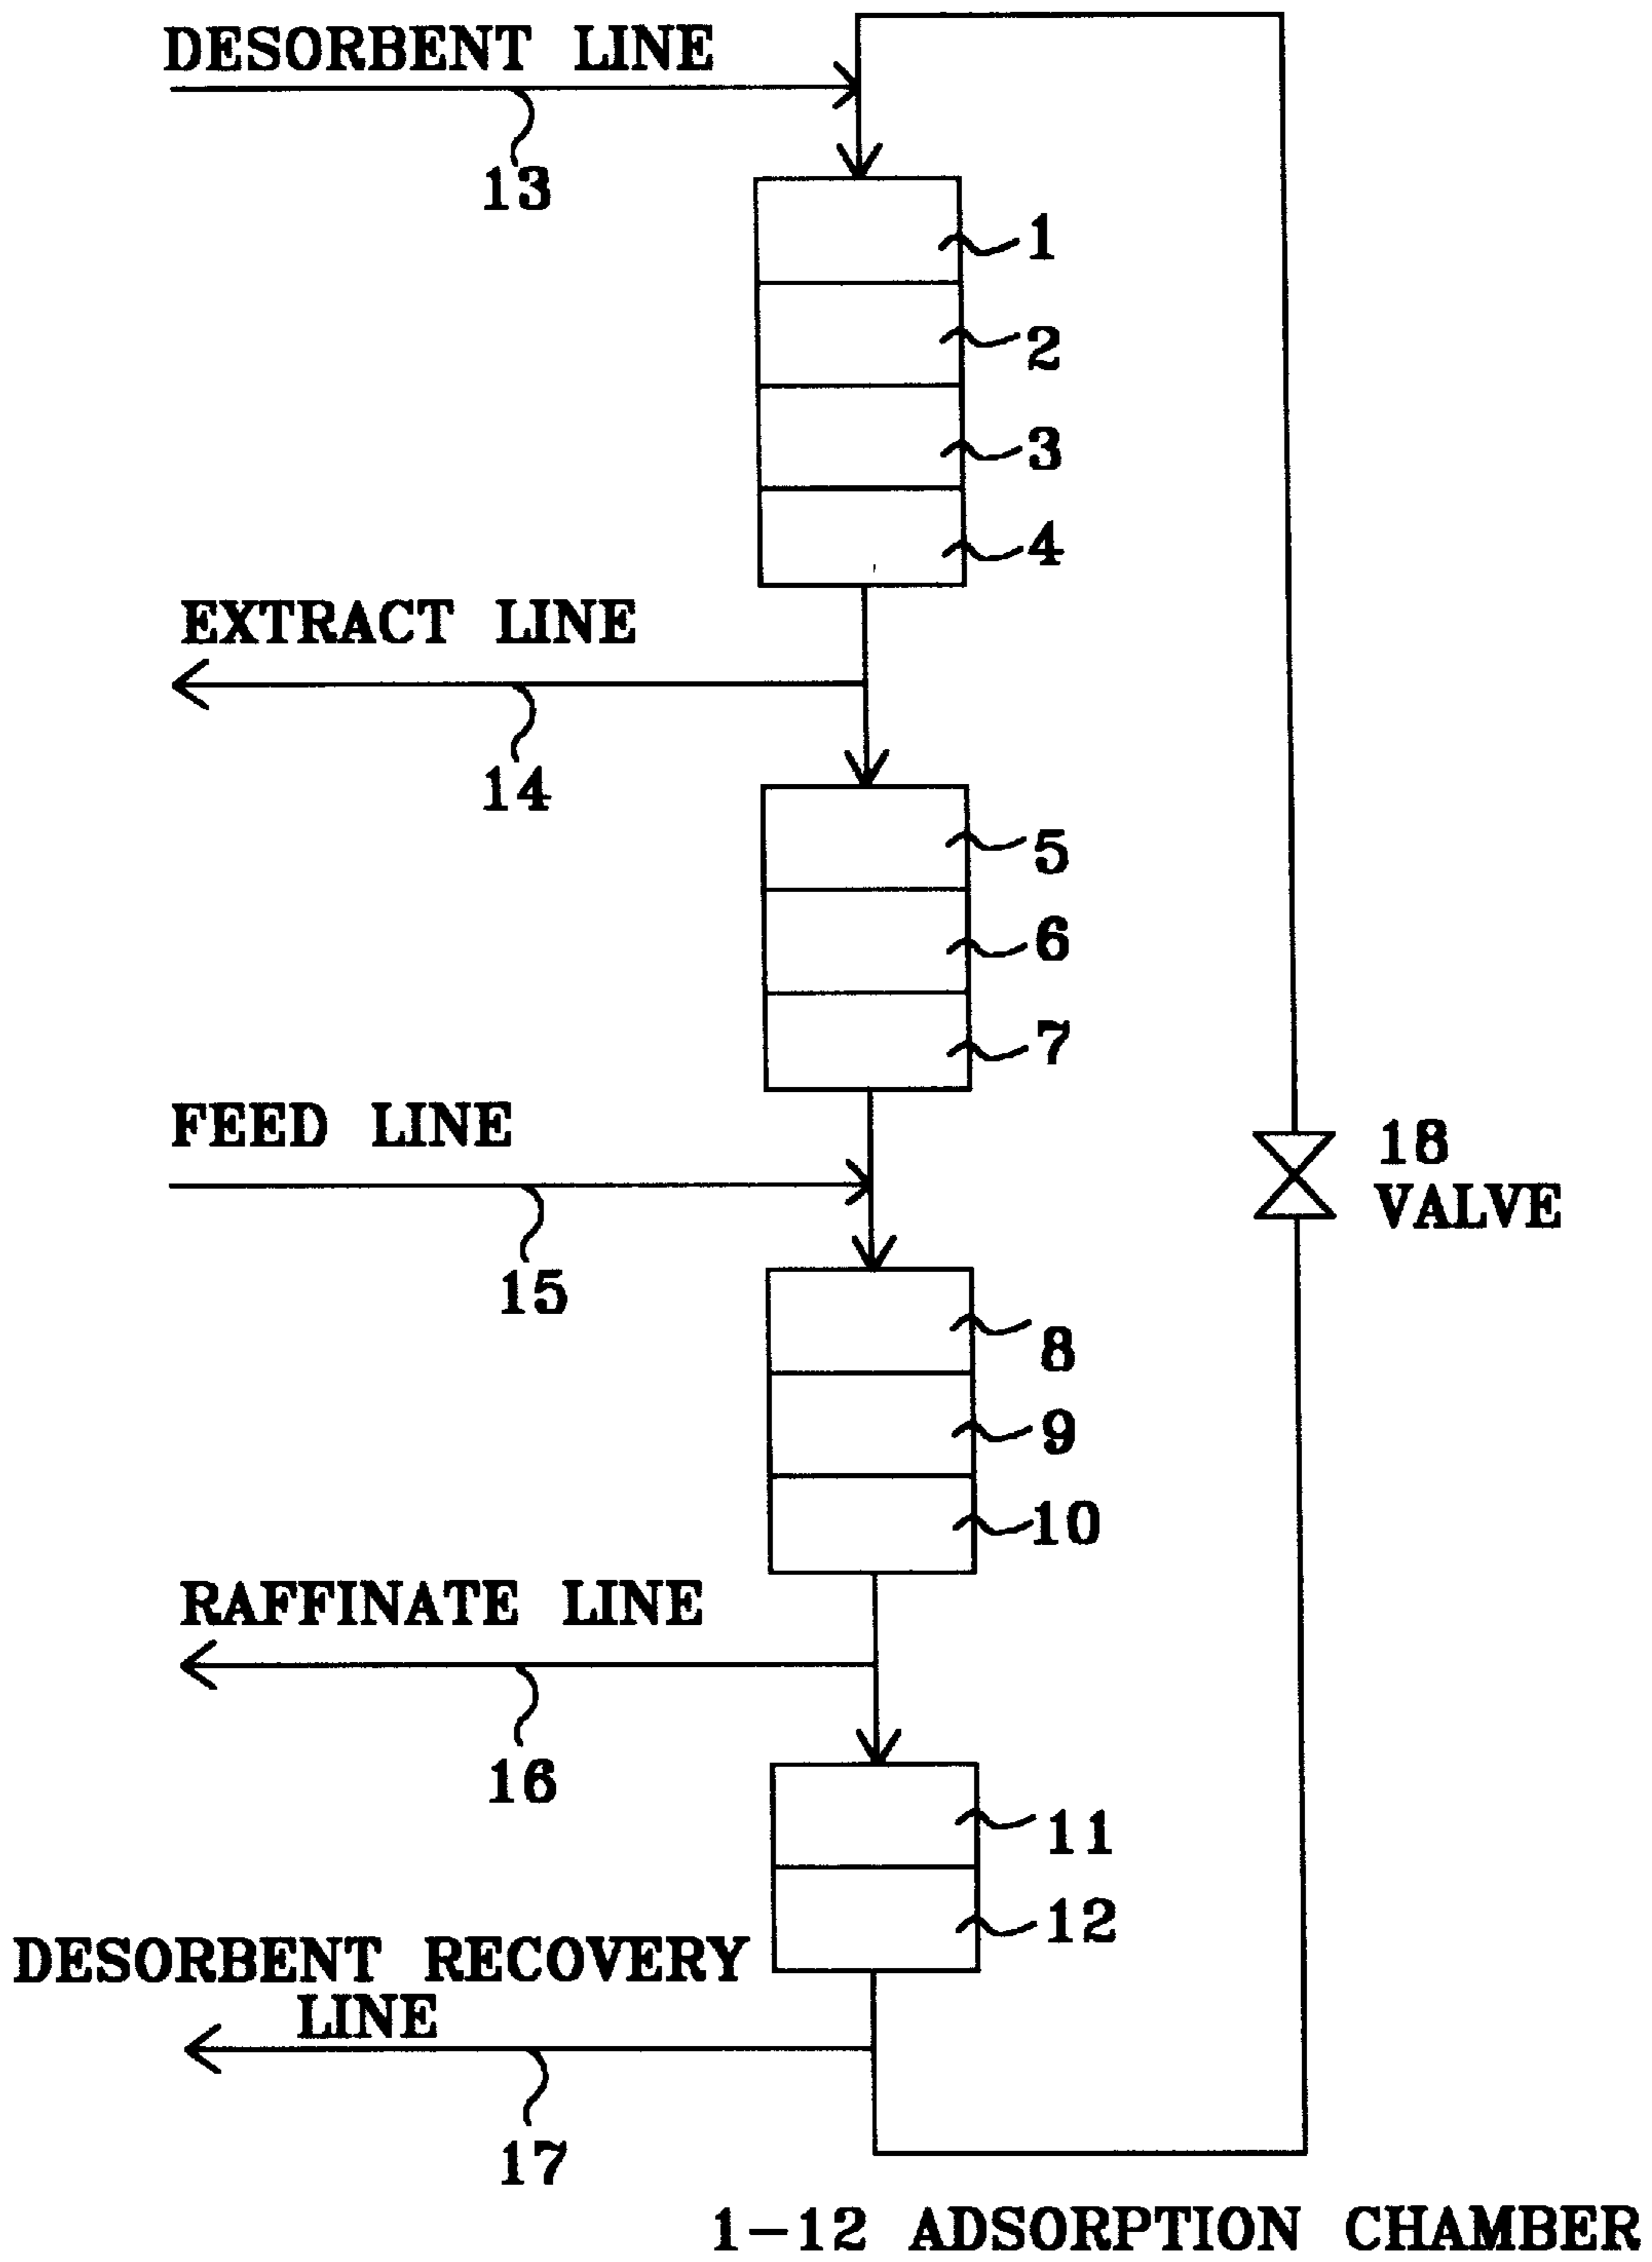 DESORBENT LINE
13
1
2
3
4
EXTRACT LINE
14
5
6
7
FEED LINE
15
18
VALVE
8
9
10
RAFFINATE LINE
16
11
12
DESORBENT RECOVERY
LINE
17
1-12 ADSORPTION CHAMBER